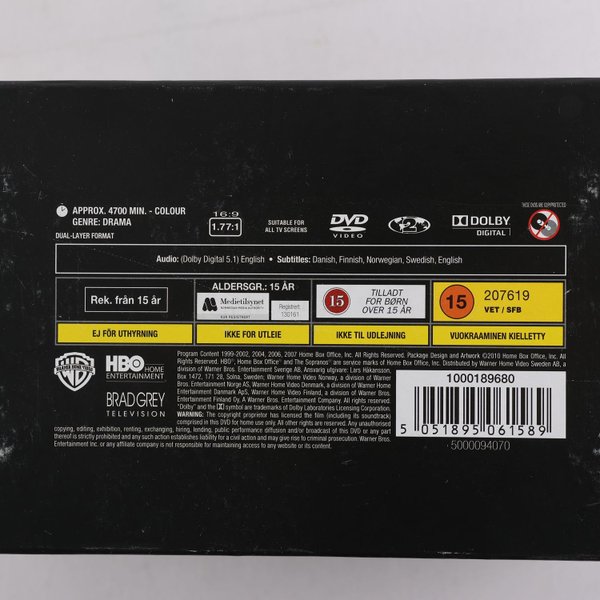 APPROX. 4700 MIN. - COLOUR
GENRE: DRAMA
DUAL-LAYER FORMAT
16:9
1.77:1
SUITABLE FOR
ALL TV SCREENS
DVD
VIDEO
2
DOLBY
DIGITAL
Audio: (Dolby Digital 5.1) English • Subtitles: Danish, Finnish, Norwegian, Swedish, English
Rek. från 15 år
ALDERSGR.: 15 ÅR
Medietilsynet
Registrert
130161
15
TILLADT
FOR BØRN
OVER 15 ÅR
15
207619
VET / SFB
EJ FÖR UTHYRNING
IKKE FOR UTLEIE
IKKE TIL UDLEJNING
VUOKRAAMINEN KIELLETTY
WB
HBO HOME
ENTERTAINMENT
BRAD GREY
TELEVISION
Program Content 1999-2002, 2004, 2006, 2007 Home Box Office, Inc. All Rights Reserved. Package Design and Artwork ©2010 Home Box Office, Inc. All
Rights Reserved. HBO® and The Sopranos® are service marks of Home Box Office, Inc. Distributed by Warner Home Video Sweden AB, a
division of Warner Bros. Entertainment Sverige AB. Ansvarig utgivare: Lars Håkansson,
Box 1472, 171 28, Solna, Sweden, Warner Home Video Norway, a division of Warner Bros.
Entertainment Norge AS, Warner Home Video Danmark, a division of Warner Bros.
Entertainment Danmark ApS, Warner Home Video Finland, a division of Warner Bros.
Entertainment Finland Oy. A Warner Bros. Entertainment Company. All rights reserved.
"Dolby" and the DD symbol are trademarks of Dolby Laboratories Licensing Corporation.
WARNING: The copyright proprietor has licensed the film (including its soundtrack)
comprised in this DVD for home use only. All other rights are reserved. Any unauthorised
copying, editing, exhibition, renting, exchanging, hiring, lending, public performance diffusion and/or broadcast of this DVD or any part
thereof is strictly prohibited and any such action establishes liability for a civil action and may give rise to criminal prosecution. Warner Bros.
Entertainment Inc. or any affiliate company is not responsible for maintaining access to any website or its content.
1000189680
5 051895 061589
5000094070